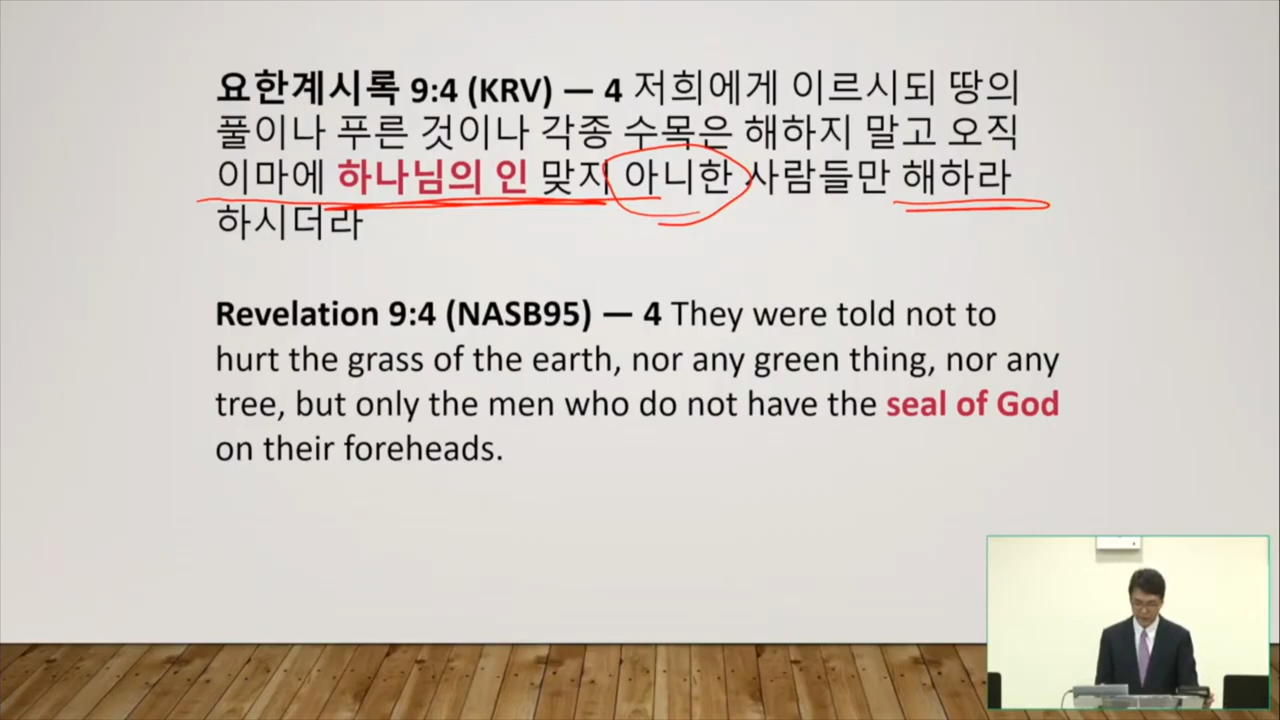 요한계시록 9:4 (KRV) — 4 저희에게 이르시되 땅의
풀이나 푸른 것이나 각종 수목은 해하지 말고 오직
이마에 하나님의 인 맞지 아니한 사람들만 해하라
하시더라
Revelation 9:4 (NASB95) — 4 They were told not to
hurt the grass of the earth, nor any green thing, nor any
tree, but only the men who do not have the seal of God
on their foreheads.